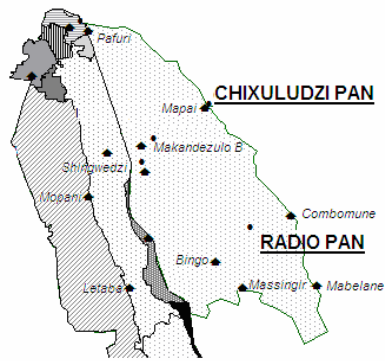 Pafuri
CHIXULUDZI PAN
Mapai
Makandezulo B
Shingwedzi
Mopani
Combomune
RADIO PAN
Bingo
Letaba
Massingir
Mabelane